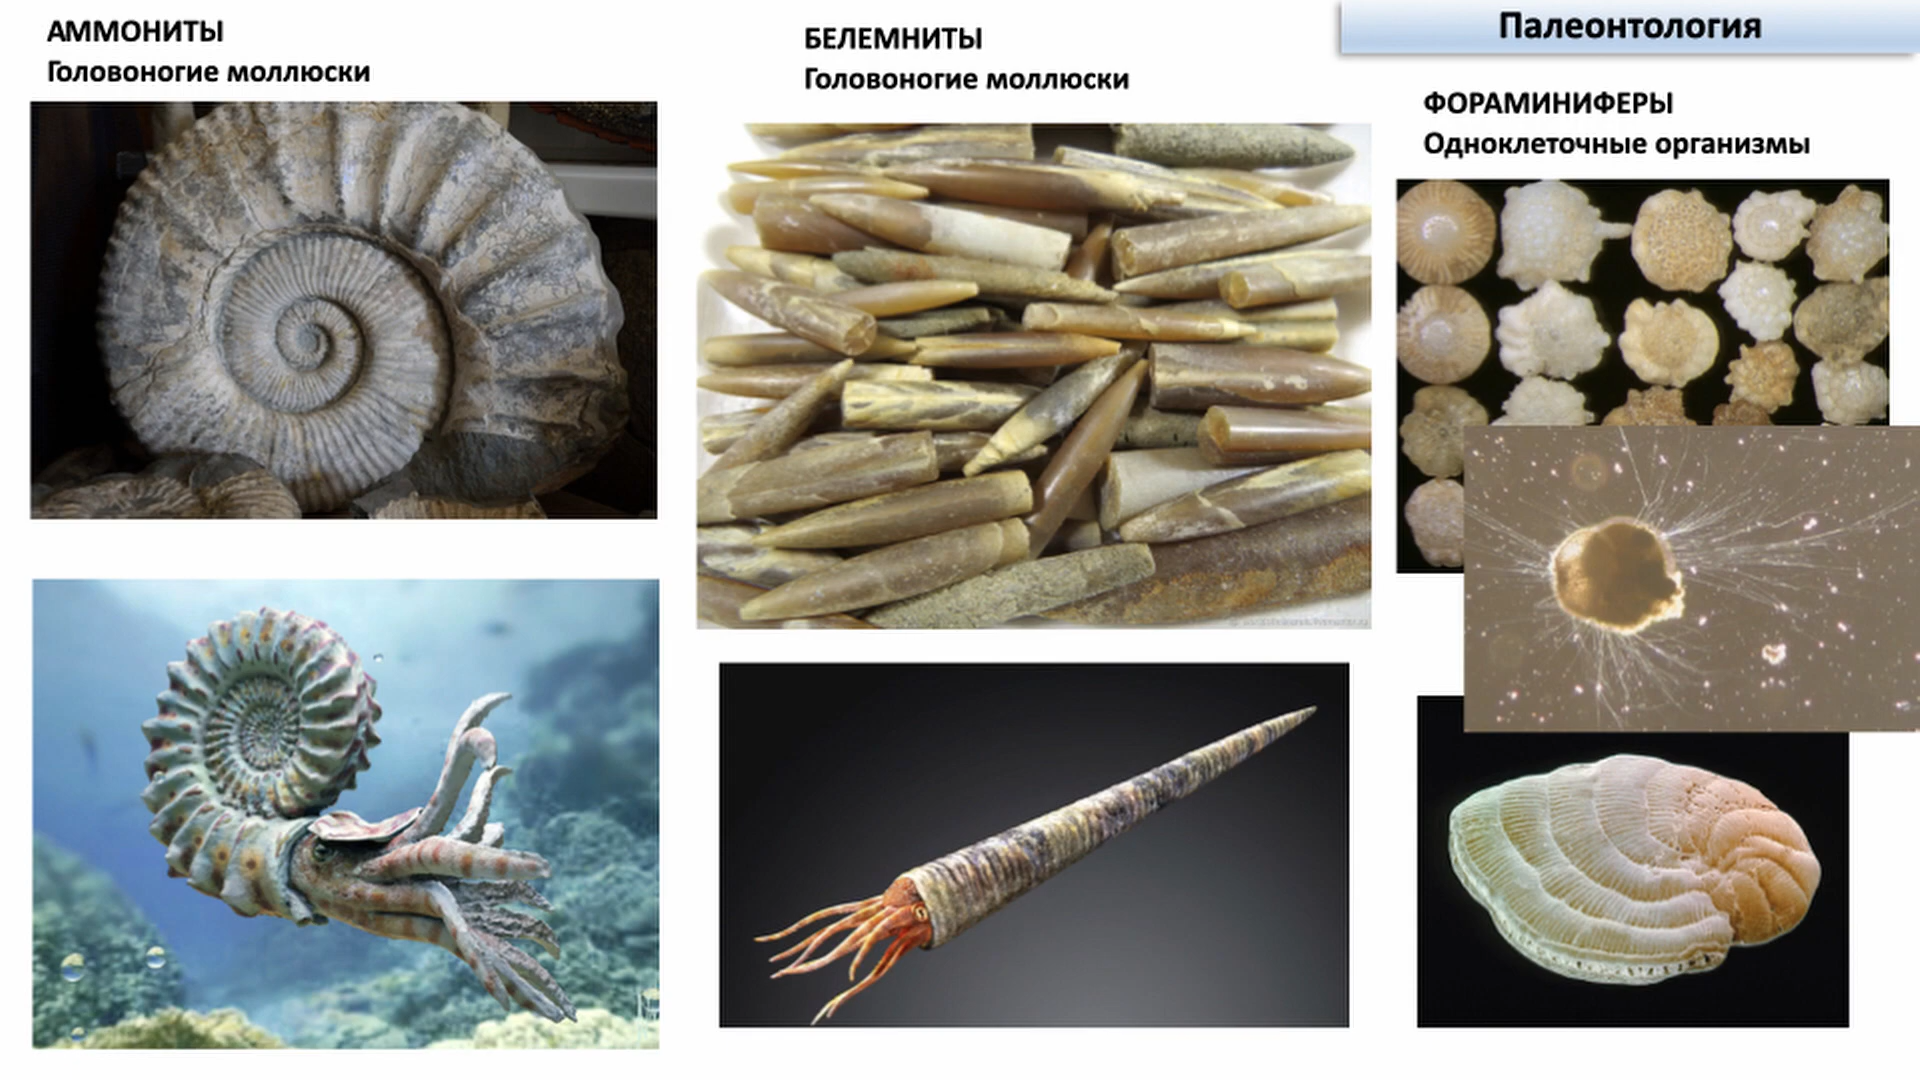 АММОНИТЫ
Головоногие моллюски
БЕЛЕМНИТЫ
Головоногие моллюски
Палеонтология
ФОРАМИНИФЕРЫ
Одноклеточные организмы